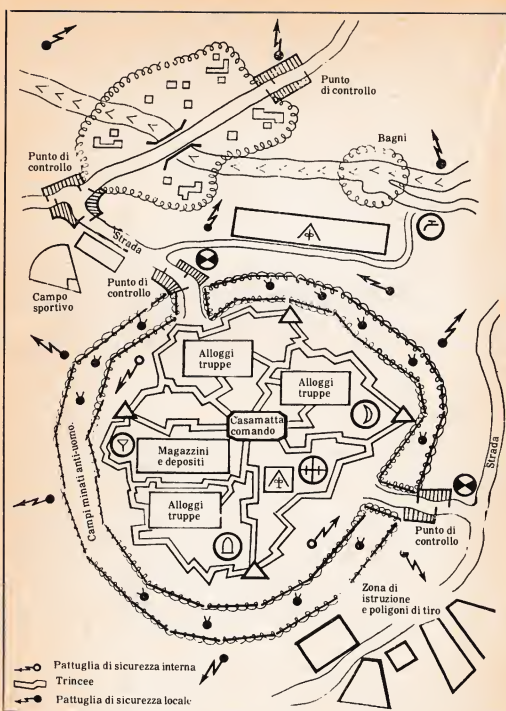 Punto
di controllo
Bagni
Punto di
controllo
Strada
Campo
sportivo
Punto di
controllo
Alloggi
truppe
Alloggi
truppe
Casamatta
comando
Magazzini
e depositi
Alloggi
truppe
Campi minati anti-uomo.
Strada
Punto di
controllo
Zona di
istruzione
e poligoni di tiro
Pattuglia di sicurezza interna
Trincee
Pattuglia di sicurezza locale